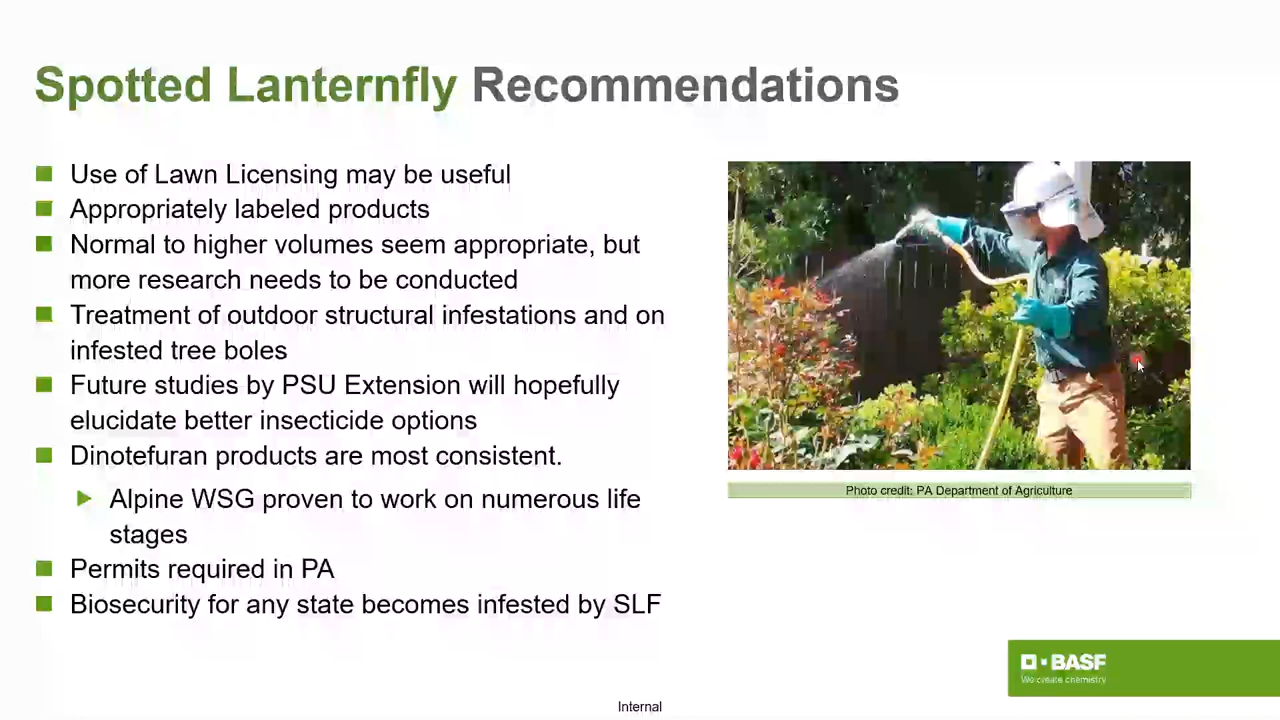 Spotted Lanternfly Recommendations
Use of Lawn Licensing may be useful
Appropriately labeled products
Normal to higher volumes seem appropriate, but
more research needs to be conducted
Treatment of outdoor structural infestations and on
infested tree boles
Future studies by PSU Extension will hopefully
elucidate better insecticide options
Dinotefuran products are most consistent.
Alpine WSG proven to work on numerous life
stages
Permits required in PA
Biosecurity for any state becomes infested by SLF
Photo credit: PA Department of Agriculture
BASF
We create chemistry
Internal